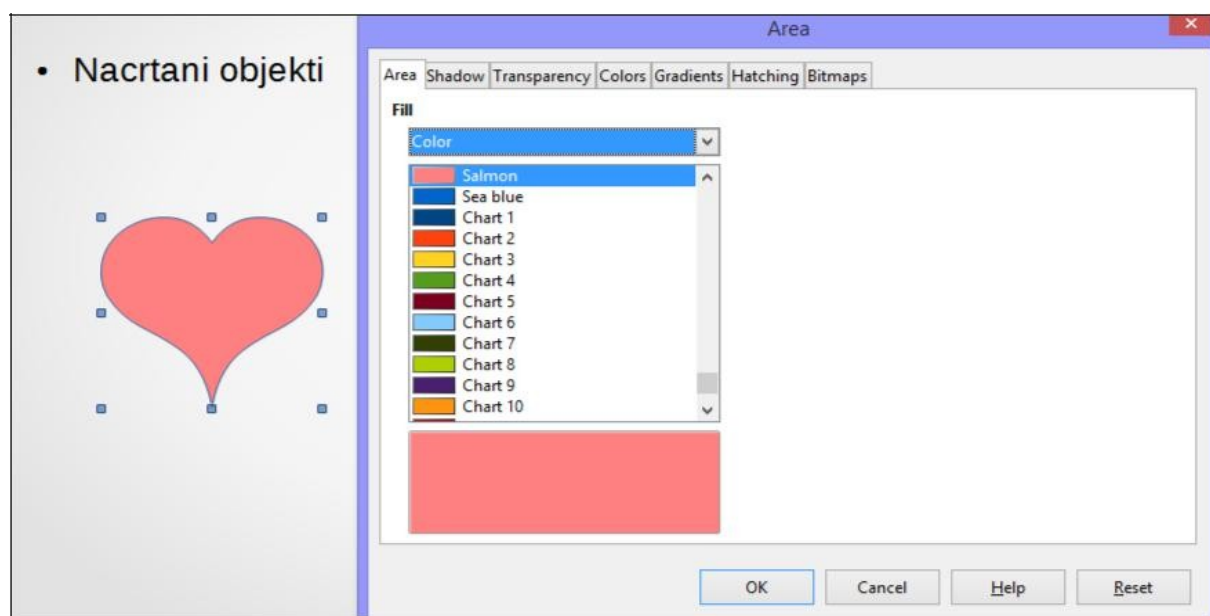 • Nacrtani objekti
Area
Area Shadow Transparency Colors Gradients Hatching Bitmaps
Fill
Color
Salmon
Sea blue
Chart 1
Chart 2
Chart 3
Chart 4
Chart 5
Chart 6
Chart 7
Chart 8
Chart 9
Chart 10
OK Cancel Help Reset